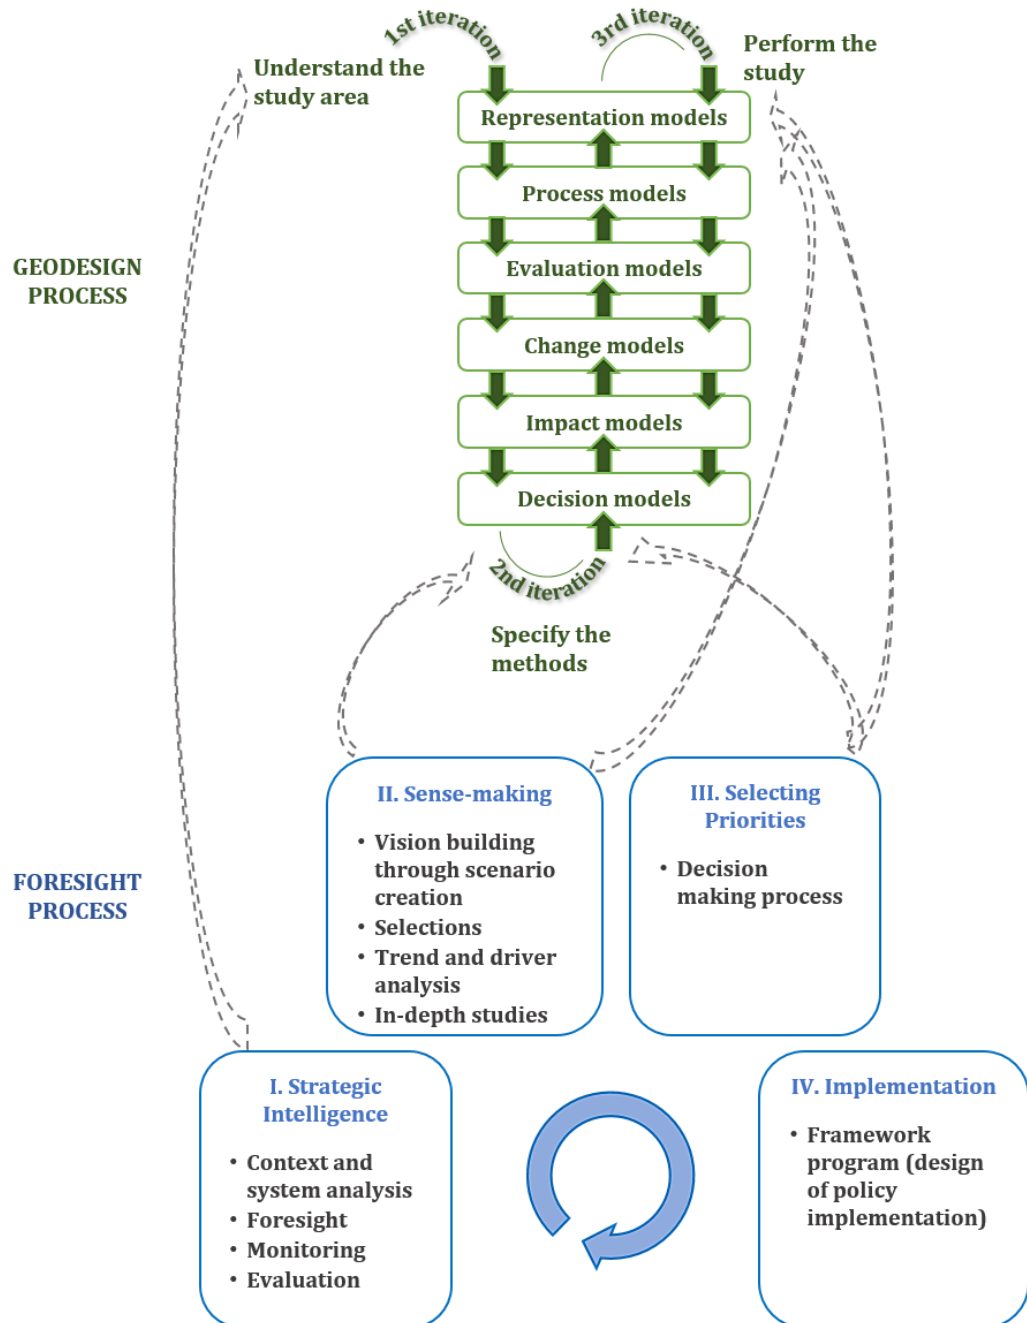 1st iteration
3rd iteration
Understand the
study area
Perform the
study
Representation models
Process models
GEODESIGN
PROCESS
Evaluation models
Change models
Impact models
Decision models
2nd iteration
Specify the
methods
FORESIGHT
PROCESS
II. Sense-making
• Vision building
through scenario
creation
• Selections
• Trend and driver
analysis
• In-depth studies
III. Selecting
Priorities
• Decision
making process
I. Strategic
Intelligence
• Context and
system analysis
• Foresight
• Monitoring
• Evaluation
IV. Implementation
• Framework
program (design
of policy
implementation)